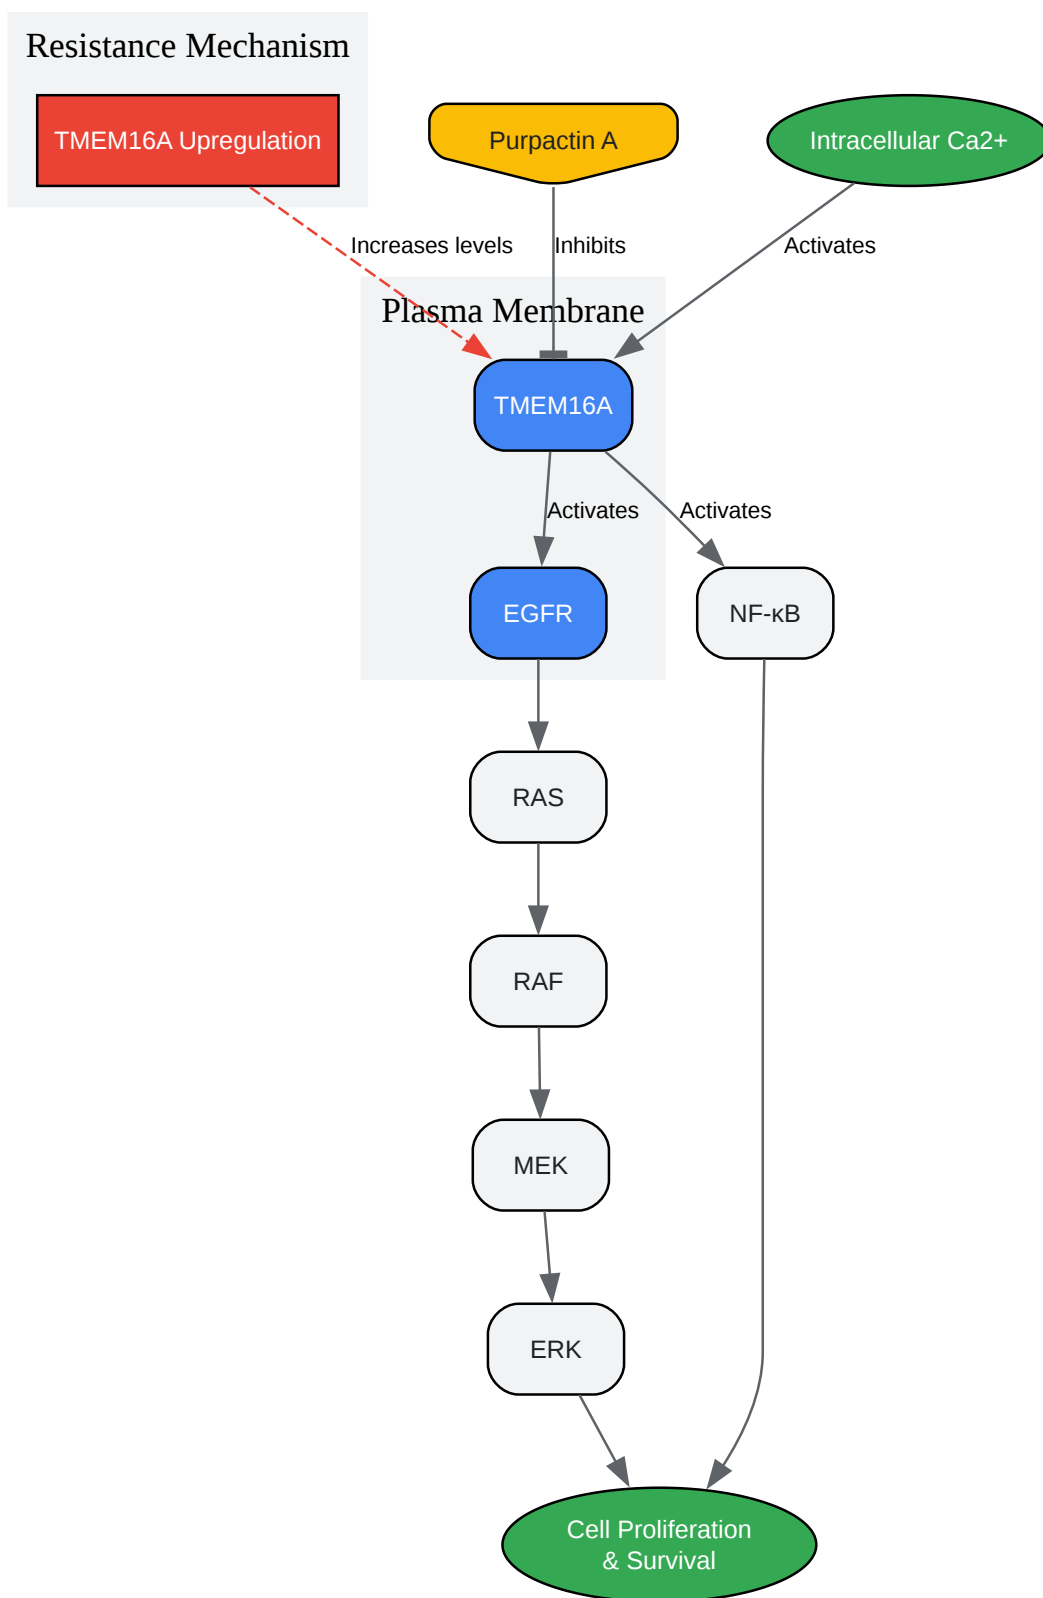 Resistance Mechanism
TMEM16A Upregulation
Purpactin A
Intracellular Ca2+
Increases levels
Inhibits
Activates
Plasma Membrane
TMEM16A
Activates
Activates
EGFR
NF-κB
RAS
RAF
MEK
ERK
Cell Proliferation
& Survival